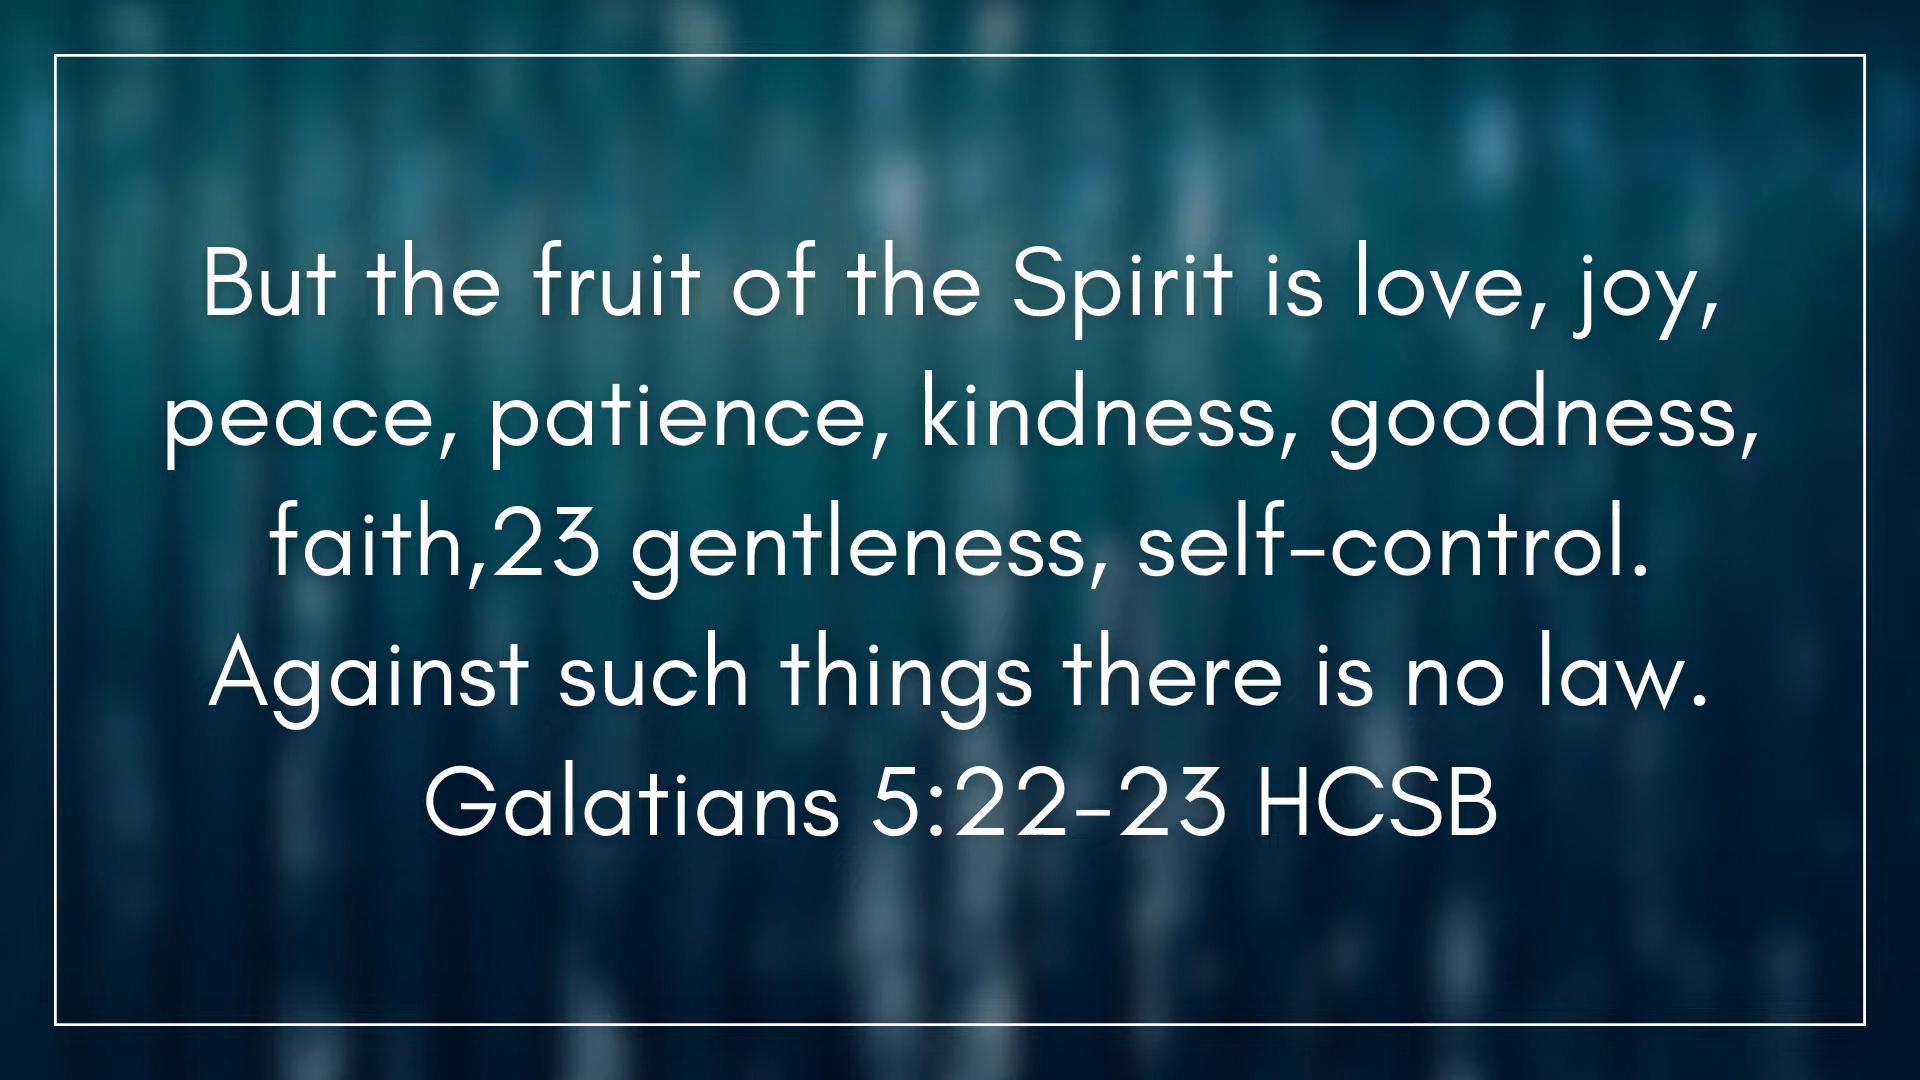 But the fruit of the Spirit is love, joy,
peace, patience, kindness, goodness,
faith,23 gentleness, self-control.
Against such things there is no law.
Galatians 5:22-23 HCSB